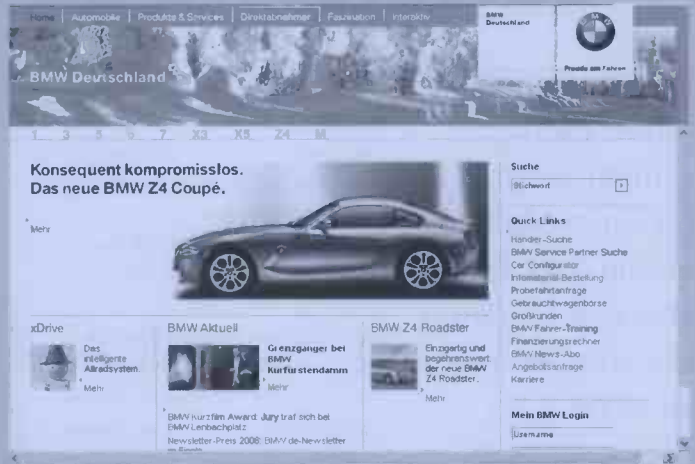 Home | Automobile | Produkte & Services | Direktabnehmer | Faszination | Interaktiv
BMW
Deutschland
Freude am Fahren
BMW Deutschland
1 3 5 6 7 X3 X5 Z4 M
Konsequent kompromisslos.
Das neue BMW Z4 Coupé.
Mehr
xDrive
Das
intelligente
Allradsystem.
Mehr
BMW Aktuell
Grenzgänger bei
BMW
Kurfürstendamm
Mehr
BMW Kurzfilm Award: Jury traf sich bei
BMW Lenbachplatz
Newsletter-Preis 2006: BMW.de-Newsletter
BMW Z4 Roadster
Einzigartig und
begehrenswert
der neue BMW
Z4 Roadster.
Mehr
Suche
Stichwort
Quick Links
Händler-Suche
BMW Service Partner Suche
Car Configurator
Infomaterial-Bestellung
Probefahrtanfrage
Gebrauchtwagenbörse
Großkunden
BMW Fahrer-Training
Finanzierungsrechner
BMW News-Abo
Angebotsanfrage
Karriere
Mein BMW Login
Username